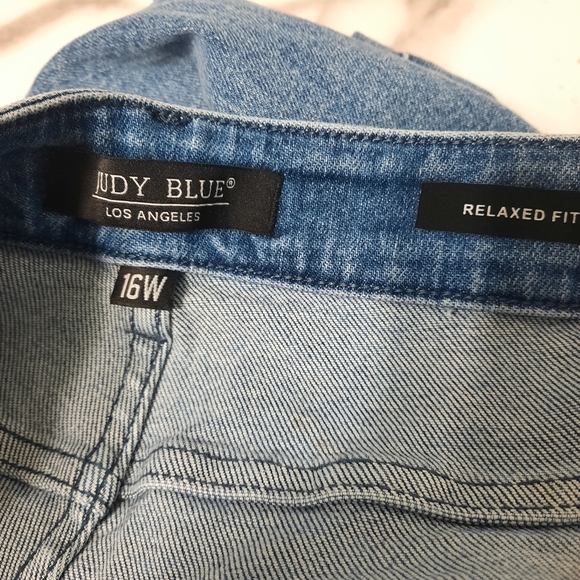 JUDY BLUE®
LOS ANGELES
RELAXED FIT
16W